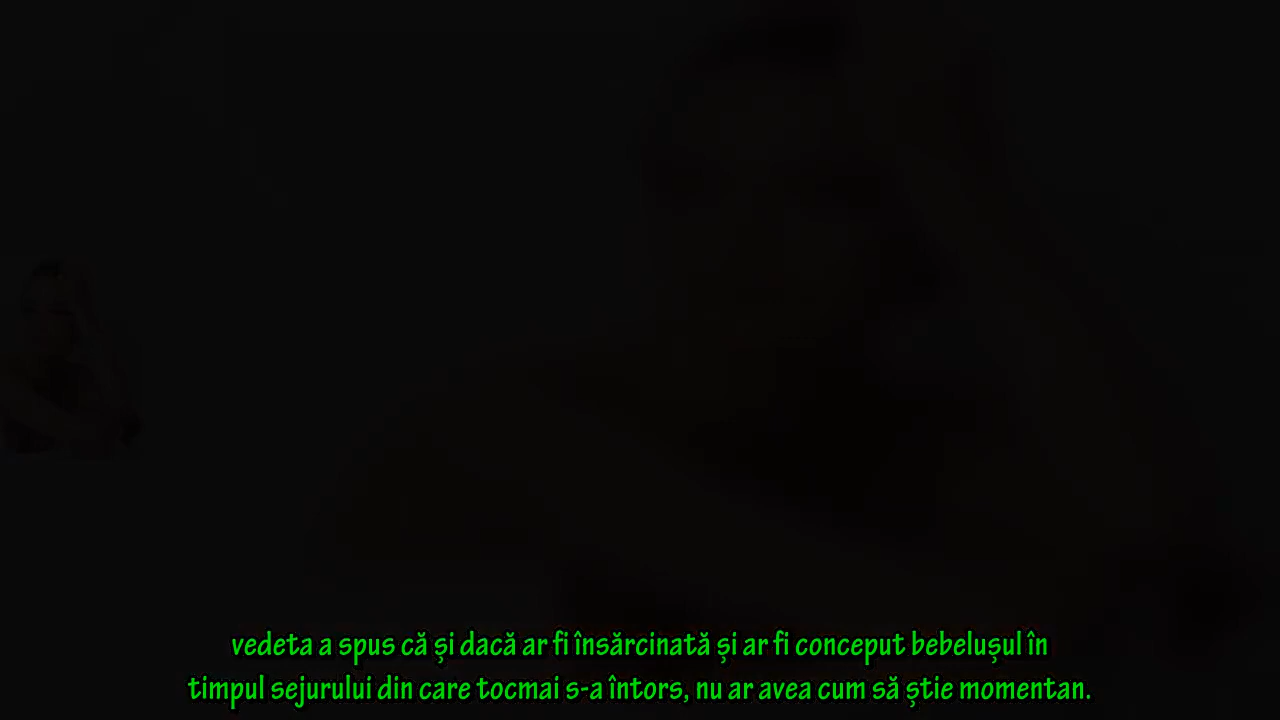 vedeta a spus că și dacă ar fi însărcinată și ar fi conceput bebelușul în
timpul sejurului din care tocmai s-a întors, nu ar avea cum să știe momentan.